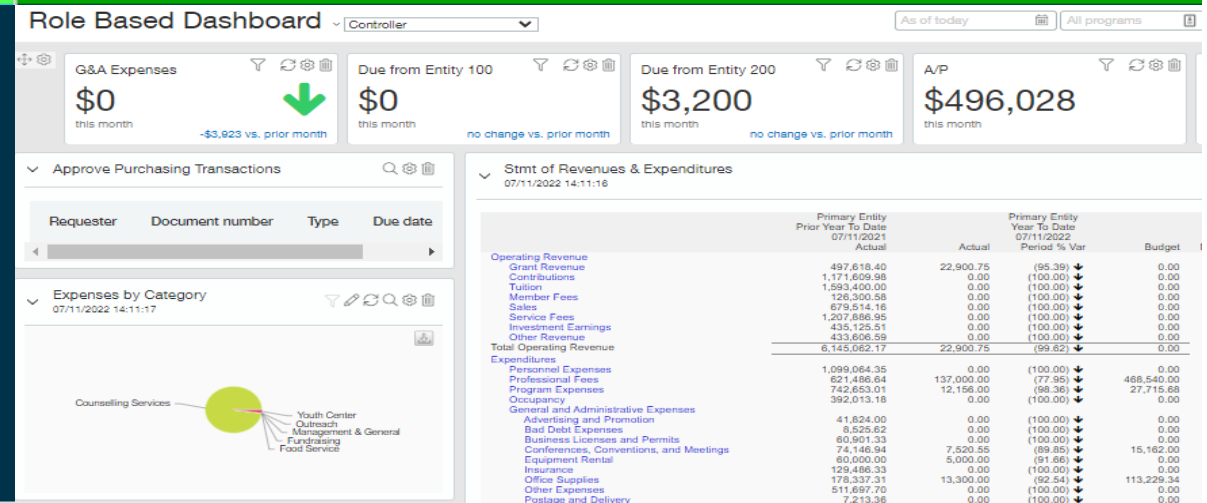 Role Based Dashboard
Controller
As of today
All programs
G&A Expenses
$0
this month
-$3,923 vs. prior month
Due from Entity 100
$0
this month
no change vs. prior month
Due from Entity 200
$3,200
this month
no change vs. prior month
A/P
$496,028
this month
Approve Purchasing Transactions
Requester Document number Type Due date
Expenses by Category
07/11/2022 14:11:17
Counselling Services
Youth Center
Outreach
Management & General
Fundraising
Food Service
Stmt of Revenues & Expenditures
07/11/2022 14:11:16
Primary Entity Primary Entity
Prior Year To Date Year To Date
07/11/2021 07/11/2022
Actual Actual Period % Var Budget
Operating Revenue
Grant Revenue 497,618.40 22,900.75 (95.39) 0.00
Contributions 1,171,609.98 0.00 (100.00) 0.00
Tuition 1,593,400.00 0.00 (100.00) 0.00
Member Fees 126,300.58 0.00 (100.00) 0.00
Sales 679,514.16 0.00 (100.00) 0.00
Service Fees 1,207,886.95 0.00 (100.00) 0.00
Investment Earnings 435,125.51 0.00 (100.00) 0.00
Other Revenue 433,606.59 0.00 (100.00) 0.00
Total Operating Revenue 6,145,062.17 22,900.75 (99.62) 0.00
Expenditures
Personnel Expenses 1,099,064.35 0.00 (100.00) 0.00
Professional Fees 621,486.64 137,000.00 (77.95) 468,540.00
Program Expenses 742,653.01 12,156.00 (98.36) 27,715.68
Occupancy 392,013.18 0.00 (100.00) 0.00
General and Administrative Expenses
Advertising and Promotion 41,824.00 0.00 (100.00) 0.00
Bad Debt Expenses 8,525.62 0.00 (100.00) 0.00
Business Licenses and Permits 60,901.33 0.00 (100.00) 0.00
Conferences, Conventions, and Meetings 74,146.94 7,520.55 (89.85) 15,162.00
Equipment Rental 60,000.00 5,000.00 (91.66) 0.00
Insurance 129,486.33 0.00 (100.00) 0.00
Office Supplies 178,337.31 13,300.00 (92.54) 113,229.34
Other Expenses 511,697.70 0.00 (100.00) 0.00
Postage and Delivery 7,213.36 0.00 (100.00) 0.00